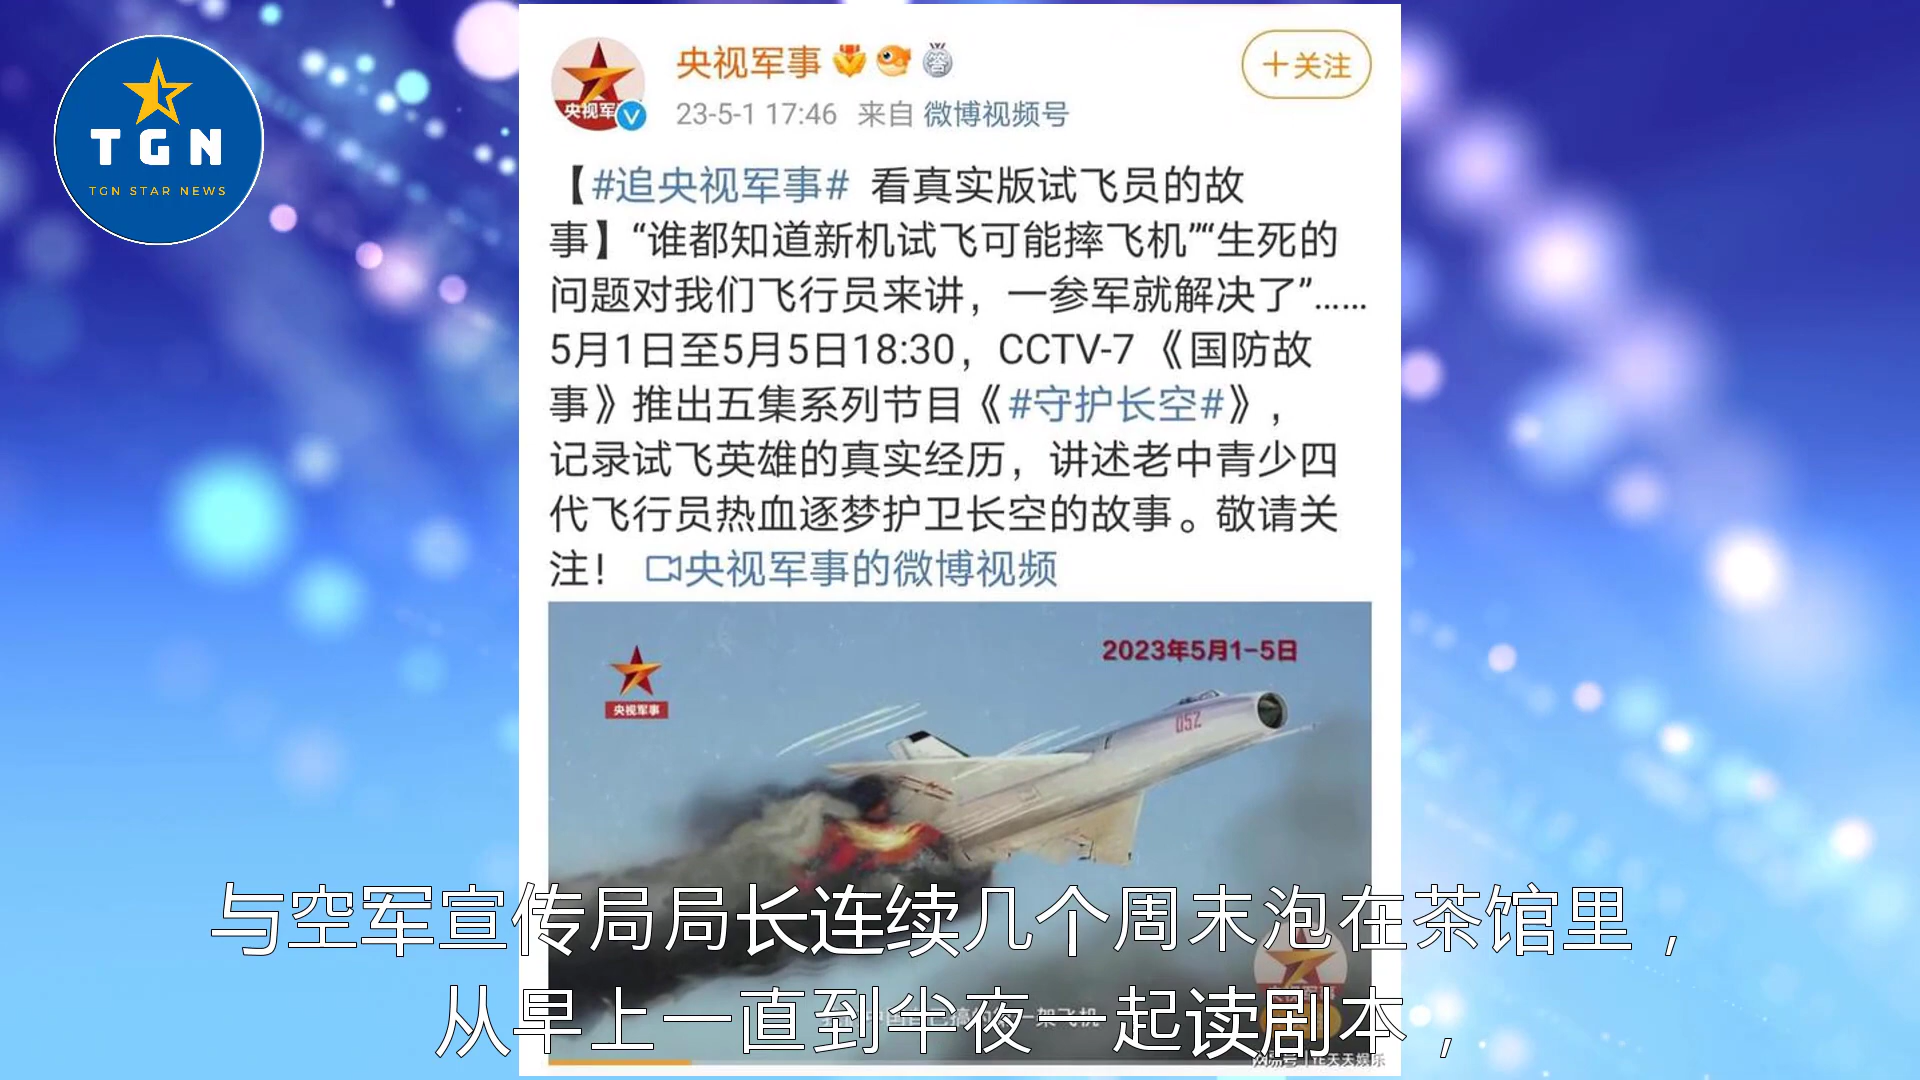 TGN
TGN STAR NEWS
央视军事
+关注
央视军
23-5-1 17:46 来自 微博视频号
【#追央视军事# 看真实版试飞员的故
事】“谁都知道新机试飞可能摔飞机”“生死的
问题对我们飞行员来讲，一参军就解决了”……
5月1日至5月5日18:30，CCTV-7《国防故
事》推出五集系列节目《#守护长空#》，
记录试飞英雄的真实经历，讲述老中青少四
代飞行员热血逐梦护卫长空的故事。敬请关
注！ 央视军事的微博视频
2023年5月1-5日
央视军事
052
与空军宣传局局长连续几个周末泡在茶馆里，
从早上一直到半夜一起读剧本，